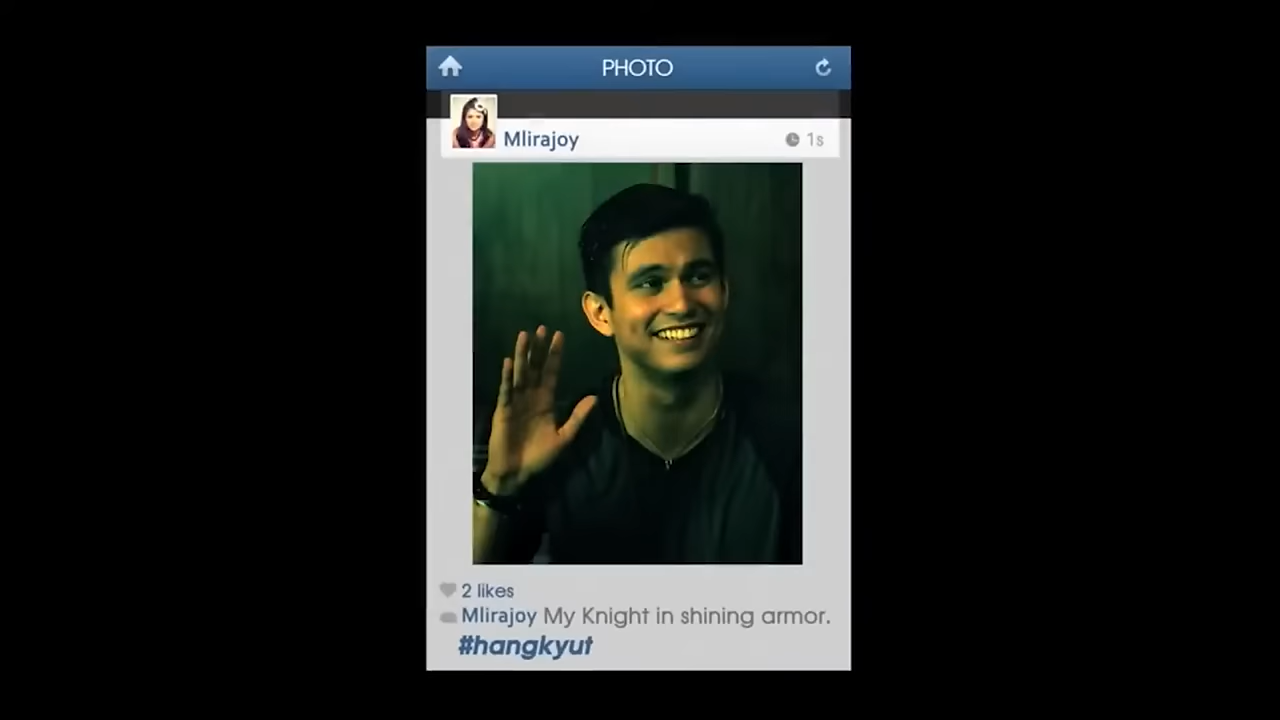 PHOTO
Mlirajoy
1s
2 likes
Mlirajoy My Knight in shining armor.
#hangkyut